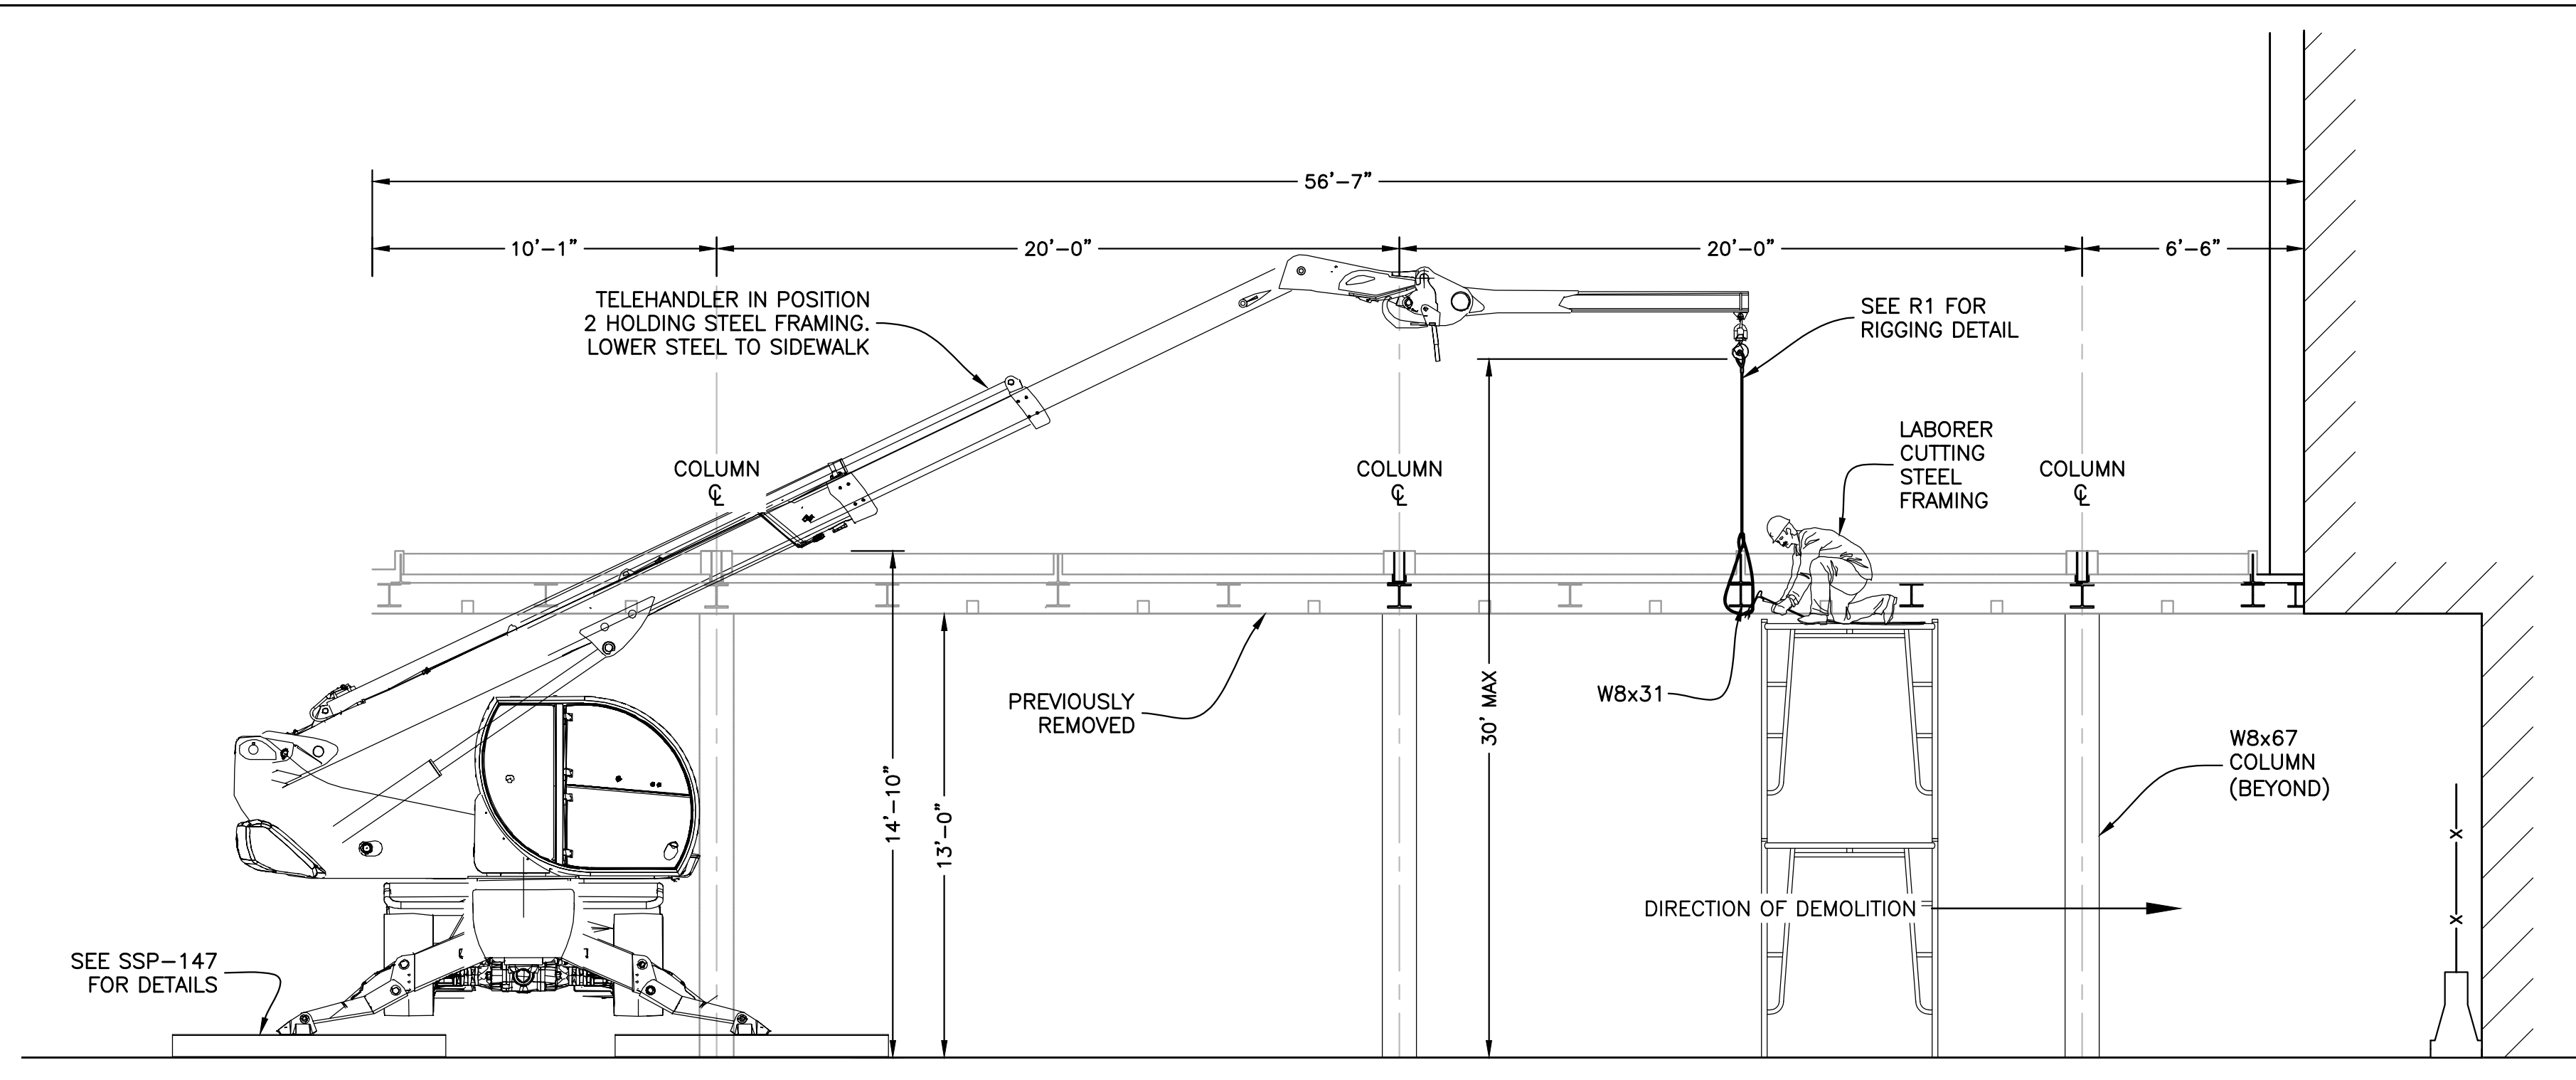 56'-7"
10'-1"
20'-0"
20'-0"
6'-6"
TELEHANDLER IN POSITION
2 HOLDING STEEL FRAMING.
LOWER STEEL TO SIDEWALK
SEE R1 FOR
RIGGING DETAIL
LABORER
CUTTING
STEEL
FRAMING
COLUMN
℄
COLUMN
℄
COLUMN
℄
PREVIOUSLY
REMOVED
30' MAX
W8x31
W8x67
COLUMN
(BEYOND)
14'-10"
13'-0"
DIRECTION OF DEMOLITION
SEE SSP-147
FOR DETAILS
X
X